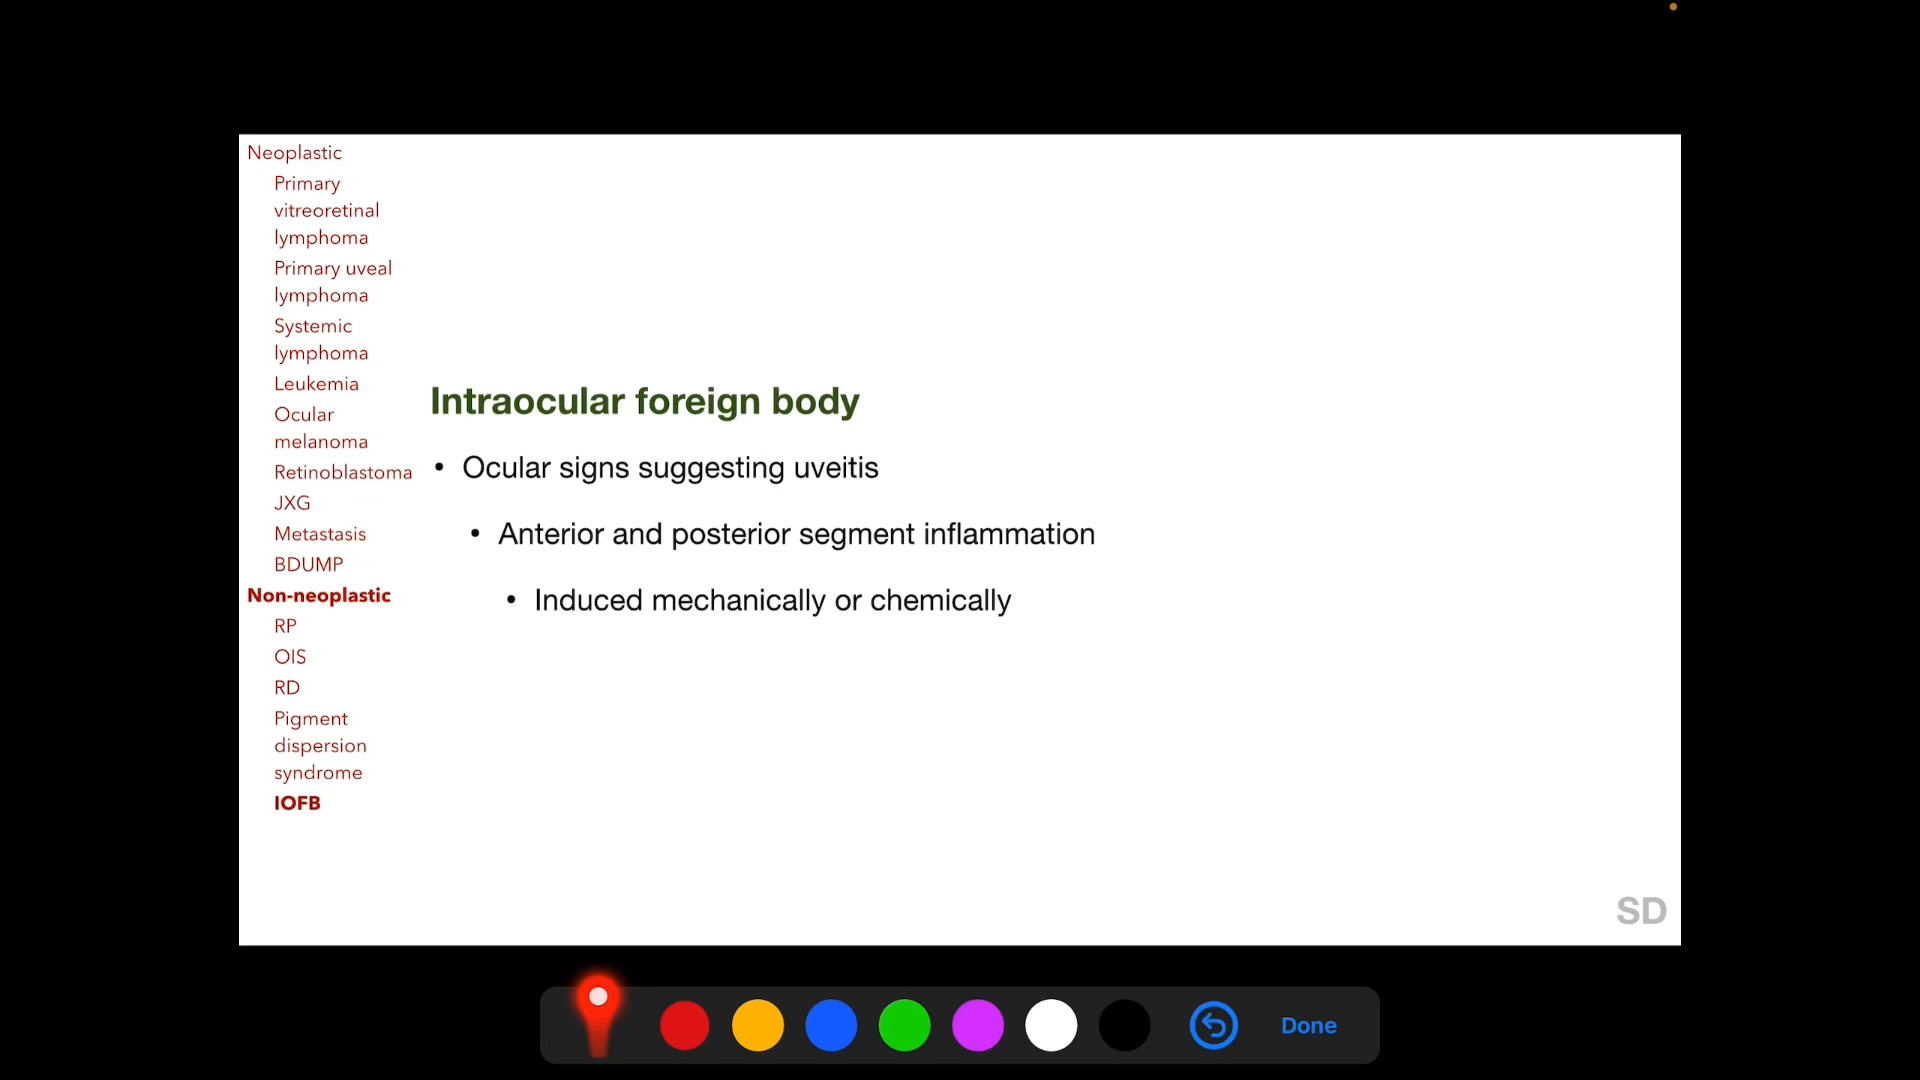 Neoplastic
Primary
vitreoretinal
lymphoma
Primary uveal
lymphoma
Systemic
lymphoma
Leukemia
Ocular
melanoma
Retinoblastoma
JXG
Metastasis
BDUMP
Non-neoplastic
RP
OIS
RD
Pigment
dispersion
syndrome
IOFB
Intraocular foreign body
• Ocular signs suggesting uveitis
• Anterior and posterior segment inflammation
• Induced mechanically or chemically
SD
Done